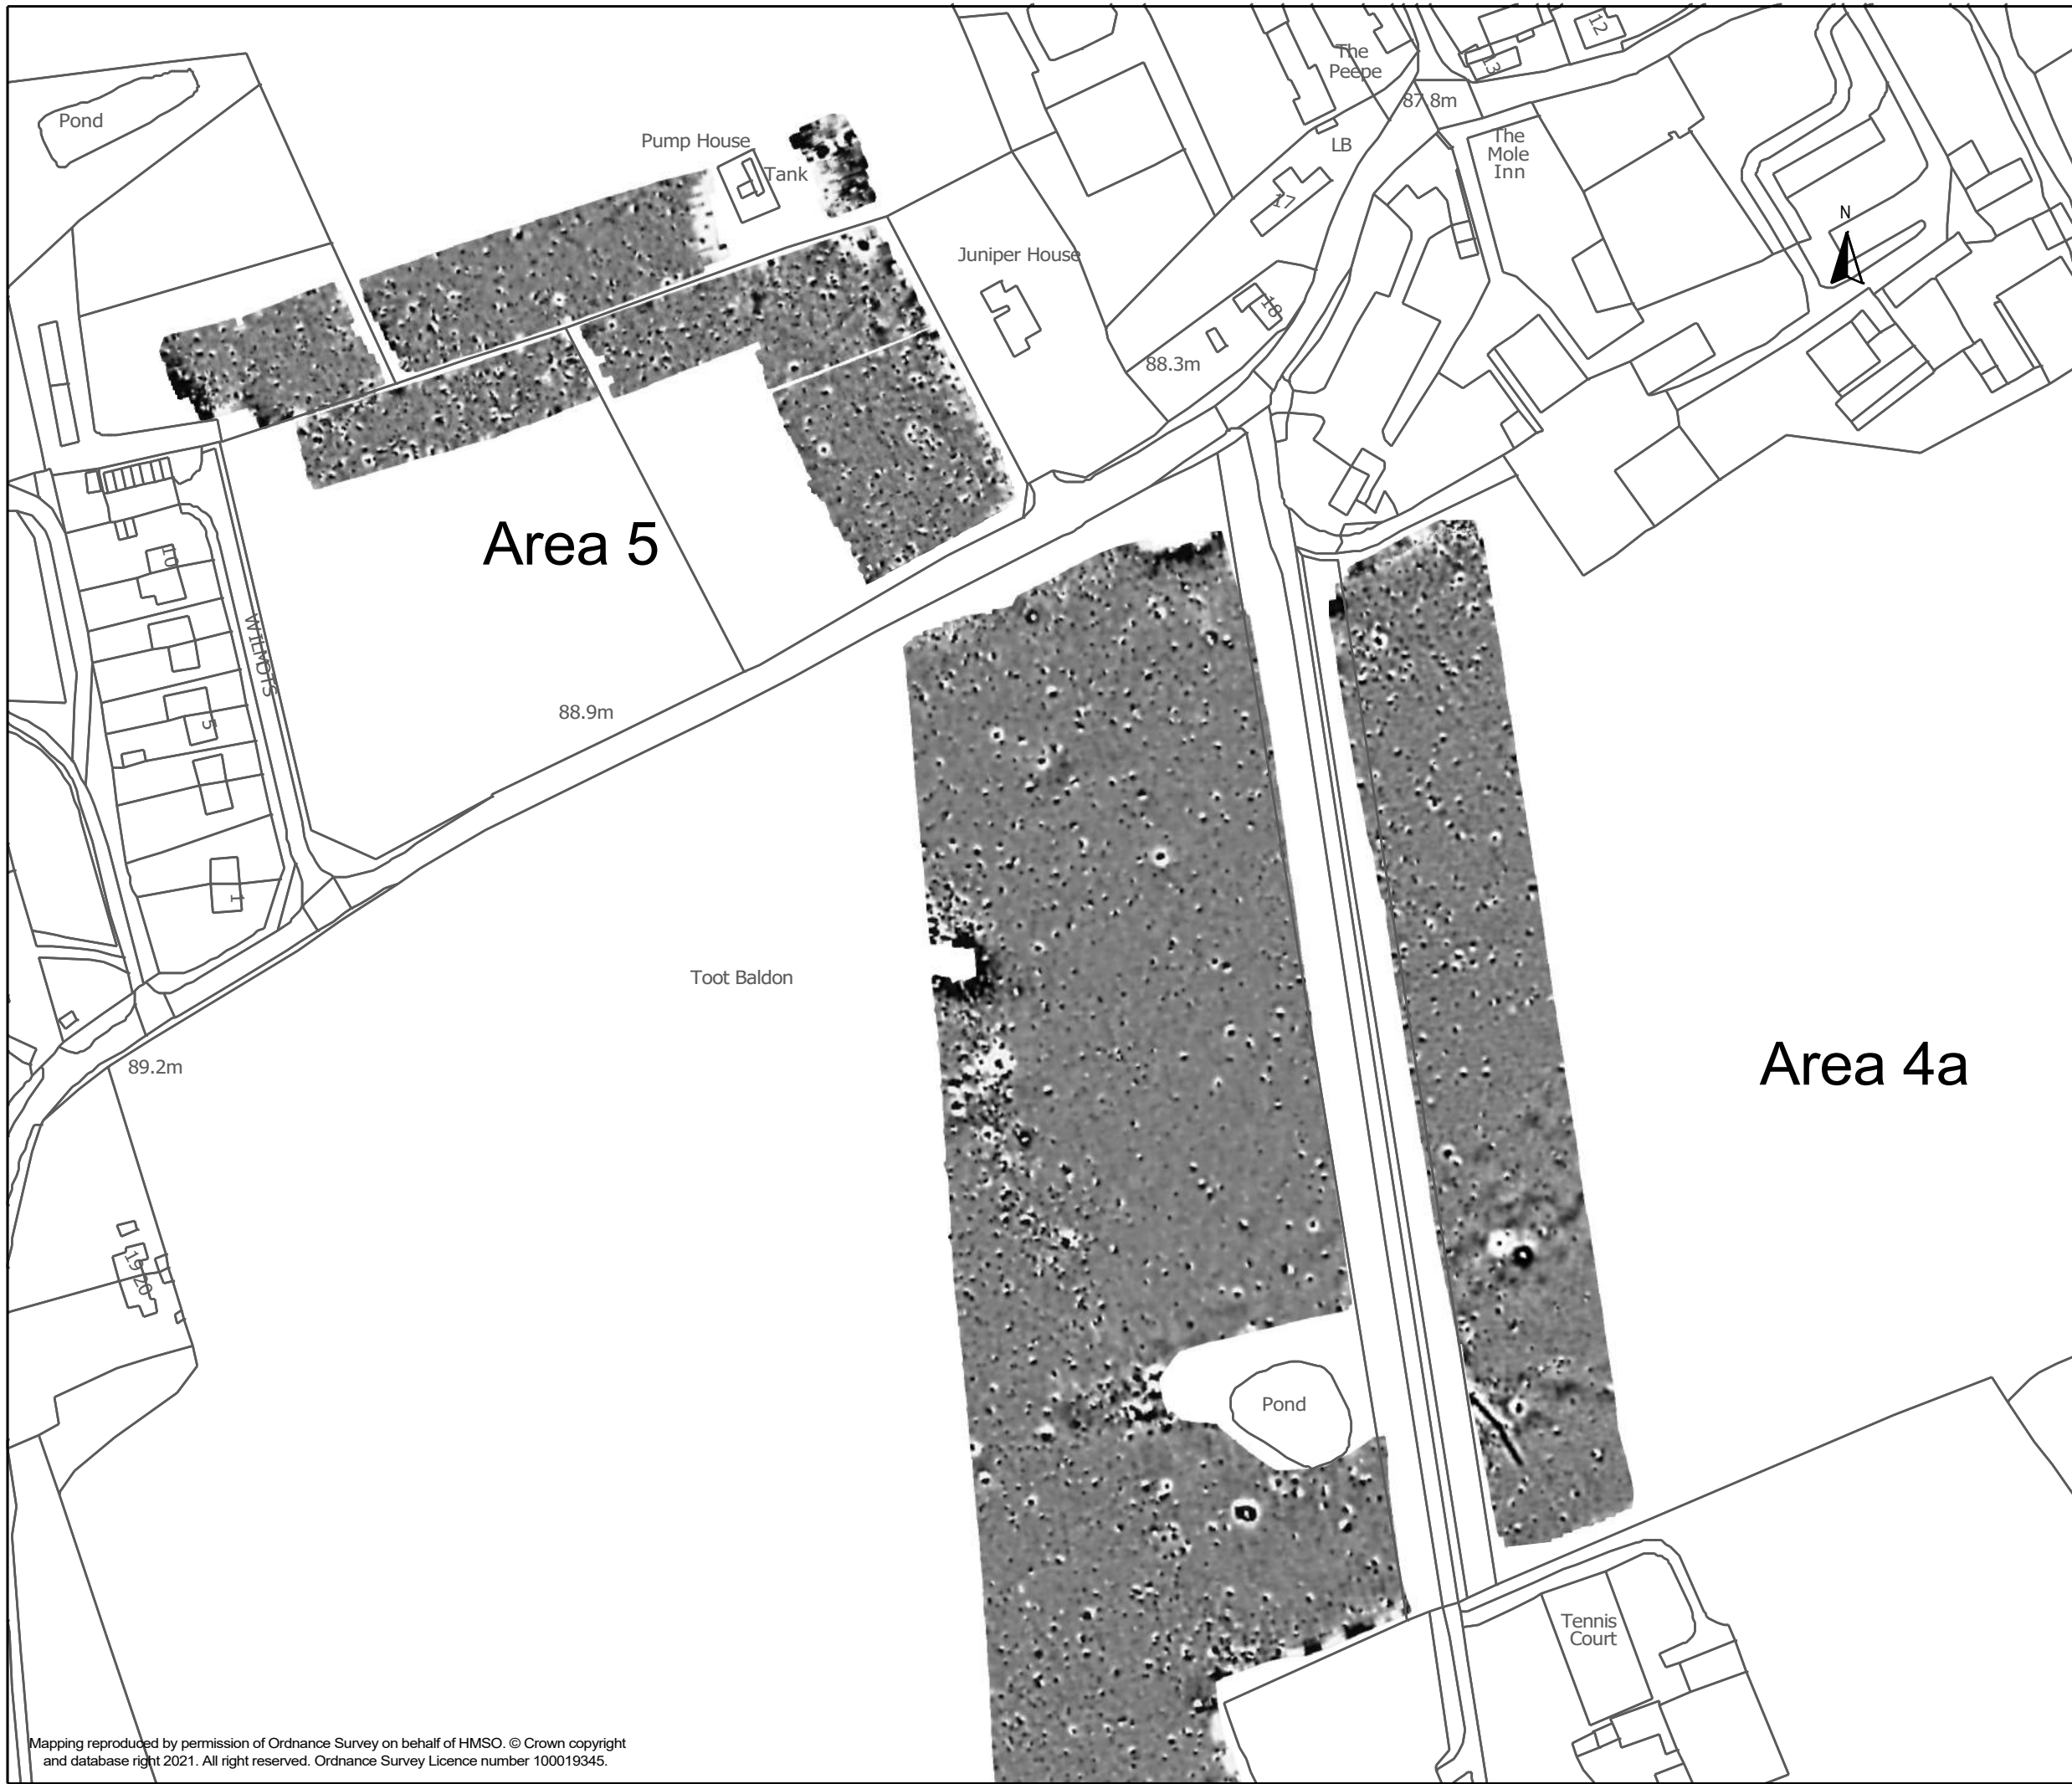 12
The
Peepe
13
87.8m
Pond
Pump House
LB
The
Mole
Inn
Tank
17
N
Juniper House
18
88.3m
Area 5
10
WILMOTS
5
88.9m
1
Toot Baldon
Area 4a
89.2m
19
20
Pond
Tennis
Court
Mapping reproduced by permission of Ordnance Survey on behalf of HMSO. © Crown copyright
and database right 2021. All right reserved. Ordnance Survey Licence number 100019345.